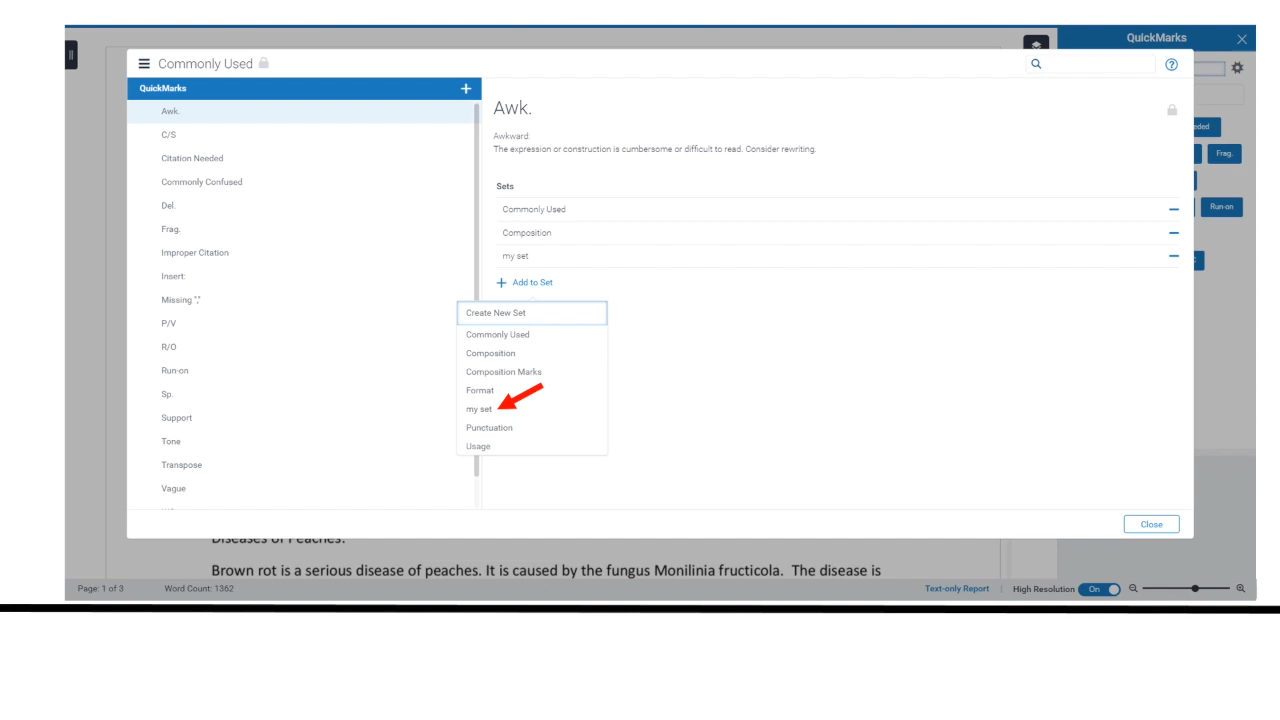 QuickMarks
Commonly Used
QuickMarks
Awk.
C/S
Citation Needed
Commonly Confused
Del.
Frag.
Improper Citation
Insert:
Missing ","
P/V
R/O
Run-on
Sp.
Support
Tone
Transpose
Vague
Awk.
Awkward:
The expression or construction is cumbersome or difficult to read. Consider rewriting.
Sets
Commonly Used
Composition
my set
Add to Set
Create New Set
Commonly Used
Composition
Composition Marks
Format
my set
Punctuation
Usage
Close
Frag.
Run-on
Diseases of Peaches:
Brown rot is a serious disease of peaches. It is caused by the fungus Monilinia fructicola. The disease is
Page: 1 of 3 Word Count: 1362 Text-only Report High Resolution On